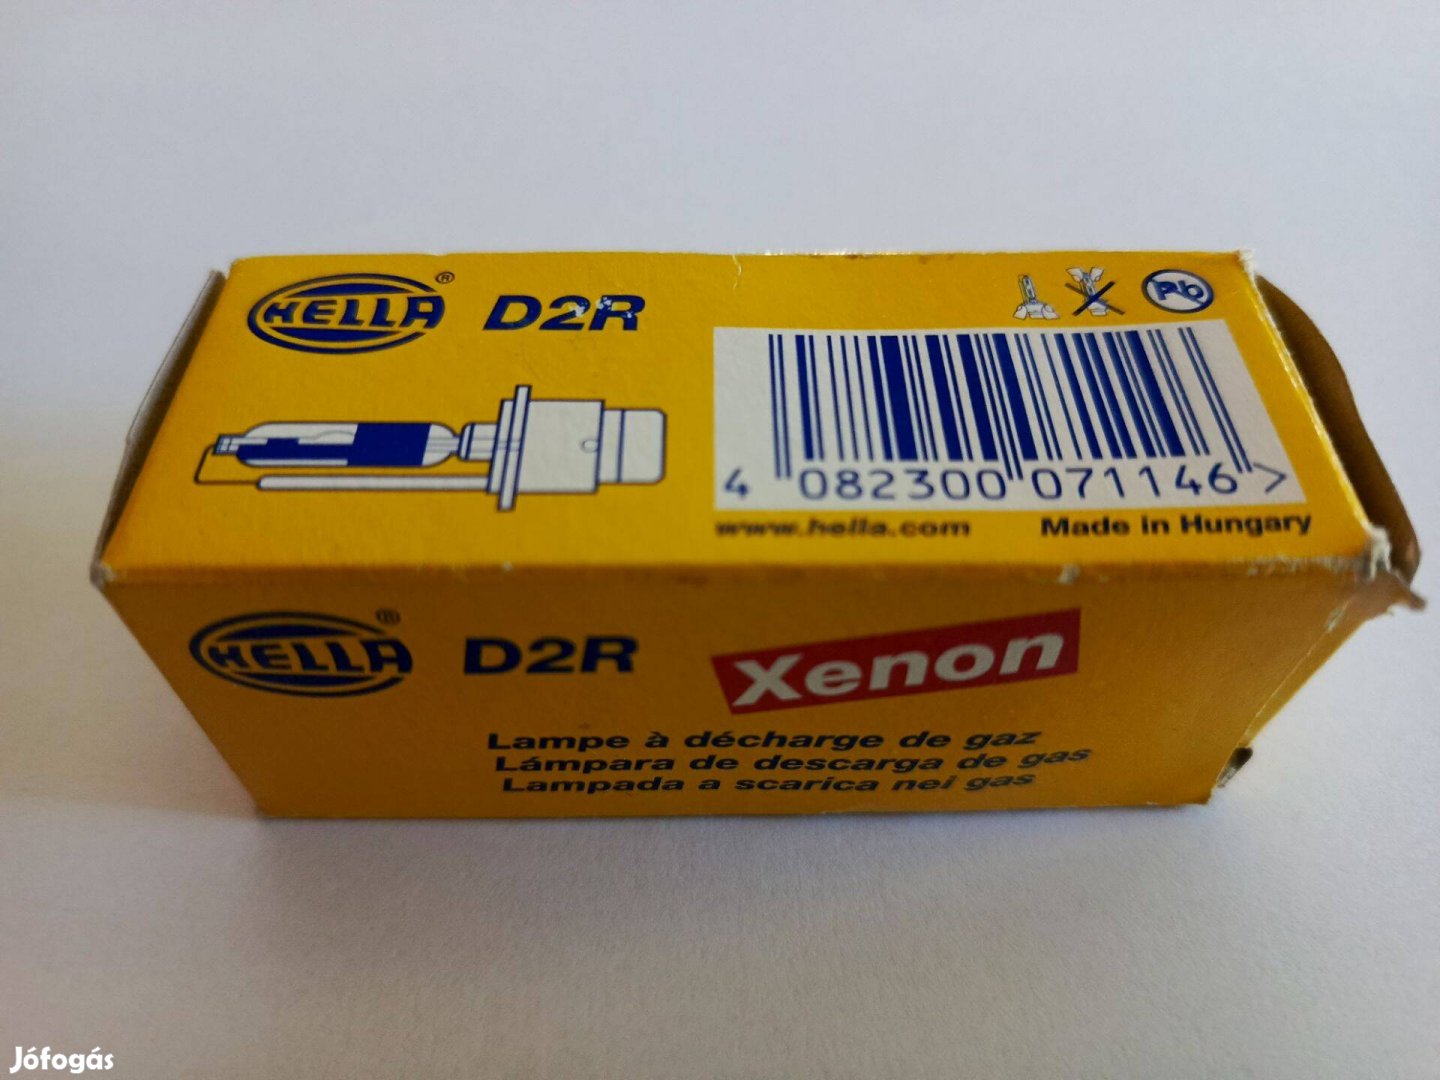 HELLA® D2R
Pb
4 082300 071146 >
www.hella.com Made in Hungary
HELLA® D2R Xenon
Lampe à décharge de gaz
Lámpara de descarga de gas
Lampada a scarica nei gas
Jófogás